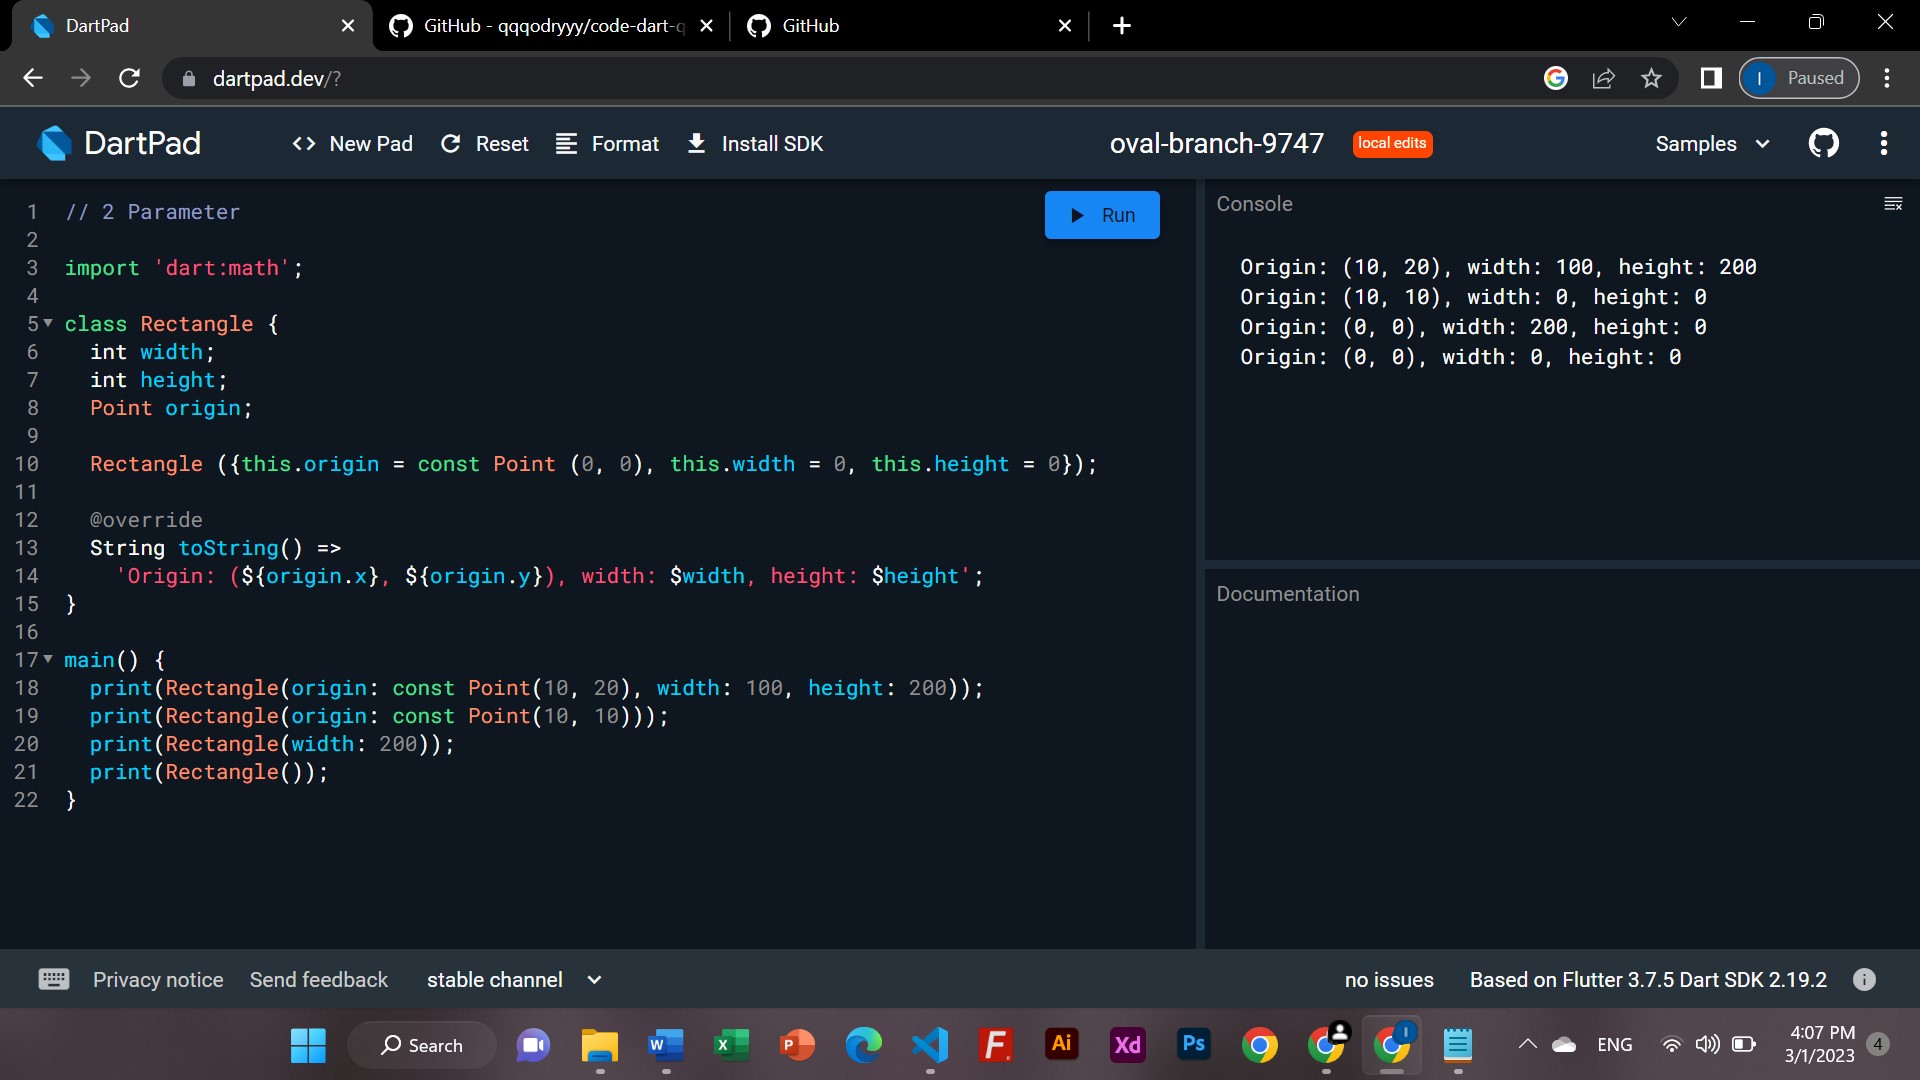 DartPad
GitHub - qqqodryyy/code-dart-q
GitHub
dartpad.dev/?
I Paused
DartPad
<> New Pad
Reset
Format
Install SDK
oval-branch-9747
local edits
Samples
1 // 2 Parameter
2
3 import 'dart:math';
4
5 class Rectangle {
6 int width;
7 int height;
8 Point origin;
9
10 Rectangle ({this.origin = const Point (0, 0), this.width = 0, this.height = 0});
11
12 @override
13 String toString() =>
14 'Origin: (${origin.x}, ${origin.y}), width: $width, height: $height';
15 }
16
17 main() {
18 print(Rectangle(origin: const Point(10, 20), width: 100, height: 200));
19 print(Rectangle(origin: const Point(10, 10)));
20 print(Rectangle(width: 200));
21 print(Rectangle());
22 }
Run
Console
Origin: (10, 20), width: 100, height: 200
Origin: (10, 10), width: 0, height: 0
Origin: (0, 0), width: 200, height: 0
Origin: (0, 0), width: 0, height: 0
Documentation
Privacy notice
Send feedback
stable channel
no issues
Based on Flutter 3.7.5 Dart SDK 2.19.2
Search
W
X
P
F
Ai
Xd
Ps
I
ENG
4:07 PM
3/1/2023
4